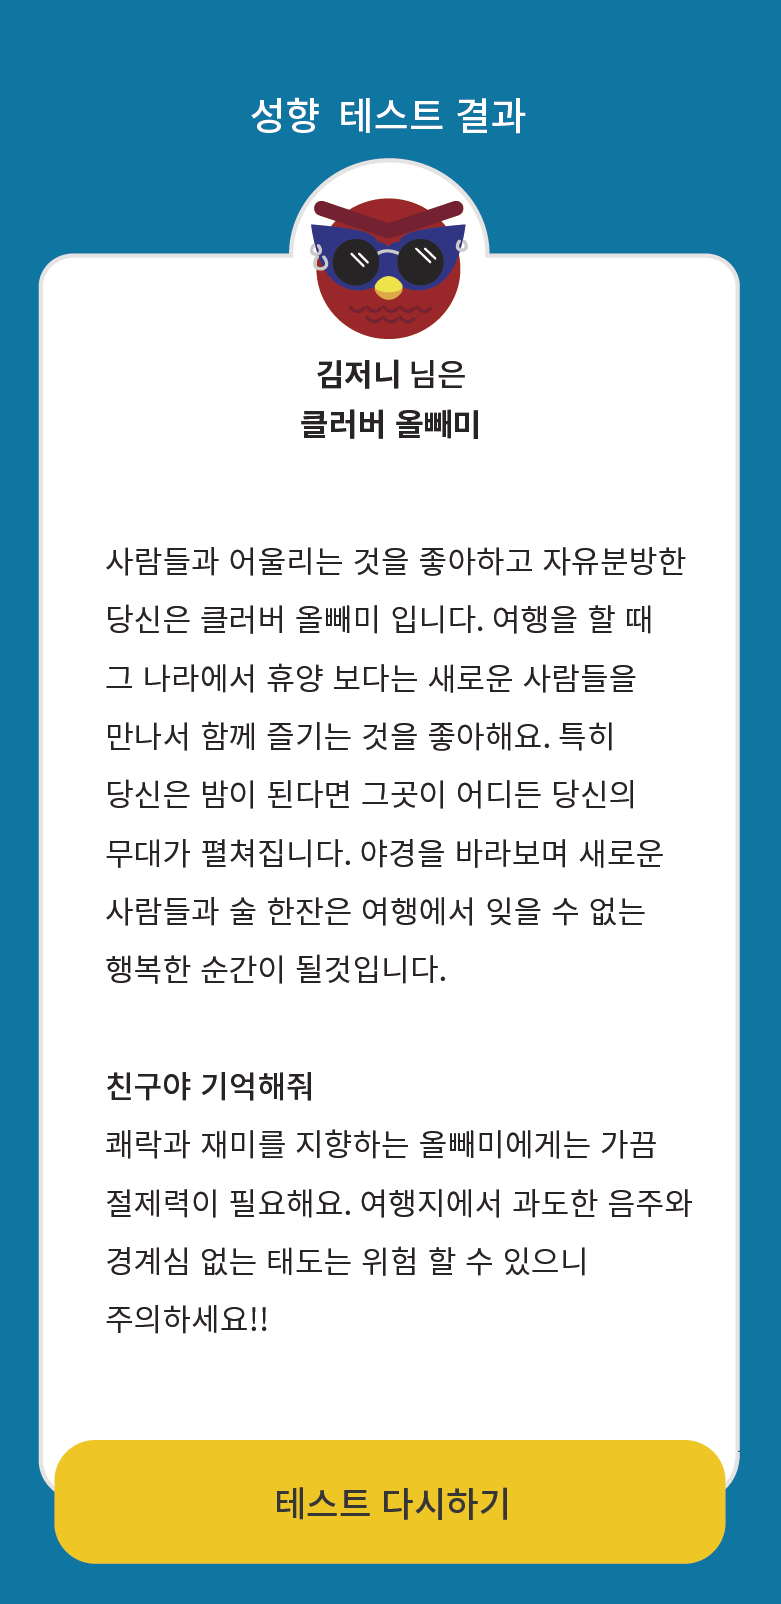 성향 테스트 결과
김저니 님은
클러버 올빼미
사람들과 어울리는 것을 좋아하고 자유분방한
당신은 클러버 올빼미 입니다. 여행을 할 때
그 나라에서 휴양 보다는 새로운 사람들을
만나서 함께 즐기는 것을 좋아해요. 특히
당신은 밤이 된다면 그곳이 어디든 당신의
무대가 펼쳐집니다. 야경을 바라보며 새로운
사람들과 술 한잔은 여행에서 잊을 수 없는
행복한 순간이 될것입니다.
친구야 기억해줘
쾌락과 재미를 지향하는 올빼미에게는 가끔
절제력이 필요해요. 여행지에서 과도한 음주와
경계심 없는 태도는 위험 할 수 있으니
주의하세요!!
테스트 다시하기